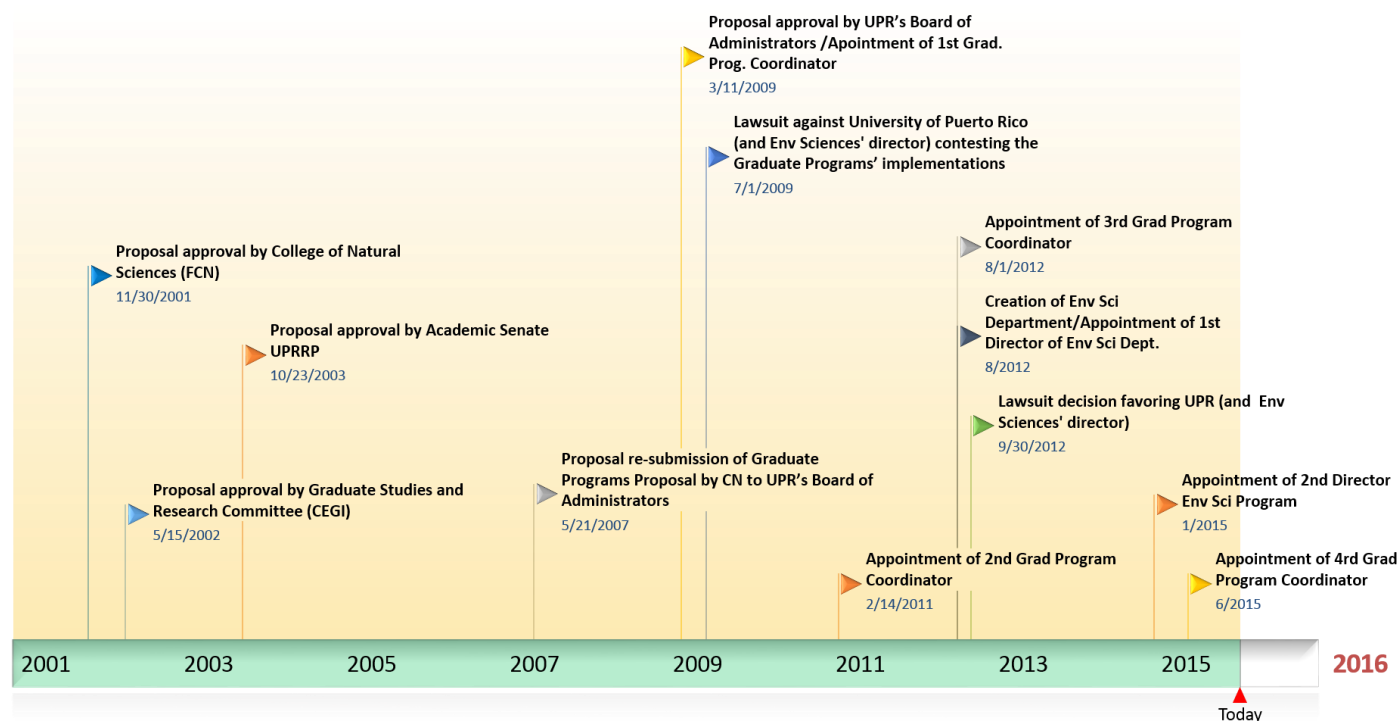 Proposal approval by UPR’s Board of
Administrators /Apointment of 1st Grad.
Prog. Coordinator
3/11/2009
Lawsuit against University of Puerto Rico
(and Env Sciences' director) contesting the
Graduate Programs’ implementations
7/1/2009
Appointment of 3rd Grad Program
Coordinator
8/1/2012
Proposal approval by College of Natural
Sciences (FCN)
11/30/2001
Creation of Env Sci
Department/Appointment of 1st
Director of Env Sci Dept.
8/2012
Proposal approval by Academic Senate
UPRRP
10/23/2003
Lawsuit decision favoring UPR (and  Env
Sciences' director)
9/30/2012
Proposal re-submission of Graduate
Programs Proposal by CN to UPR’s Board of
Administrators
5/21/2007
Appointment of 2nd Director
Env Sci Program
1/2015
Proposal approval by Graduate Studies and
Research Committee (CEGI)
5/15/2002
Appointment of 2nd Grad Program
Coordinator
2/14/2011
Appointment of 4rd Grad
Program Coordinator
6/2015
2001 2003 2005 2007 2009 2011 2013 2015 2016
Today